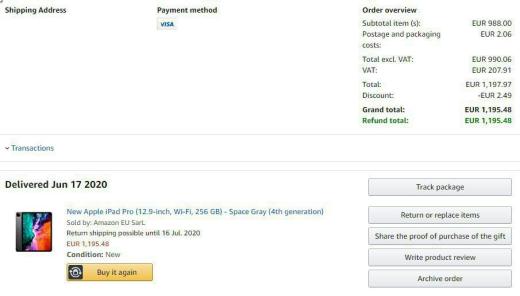 Shipping Address
Payment method
VISA
Order overview
Subtotal item (s): EUR 988.00
Postage and packaging costs: EUR 2.06
Total excl. VAT: EUR 990.06
VAT: EUR 207.91
Total: EUR 1,197.97
Discount: -EUR 2.49
Grand total: EUR 1,195.48
Refund total: EUR 1,195.48
Transactions
Delivered Jun 17 2020
New Apple iPad Pro (12.9-inch, Wi-Fi, 256 GB) - Space Gray (4th generation)
Sold by: Amazon EU SarL
Return shipping possible until 16 Jul. 2020
EUR 1,195.48
Condition: New
Buy it again
Track package
Return or replace items
Share the proof of purchase of the gift
Write product review
Archive order